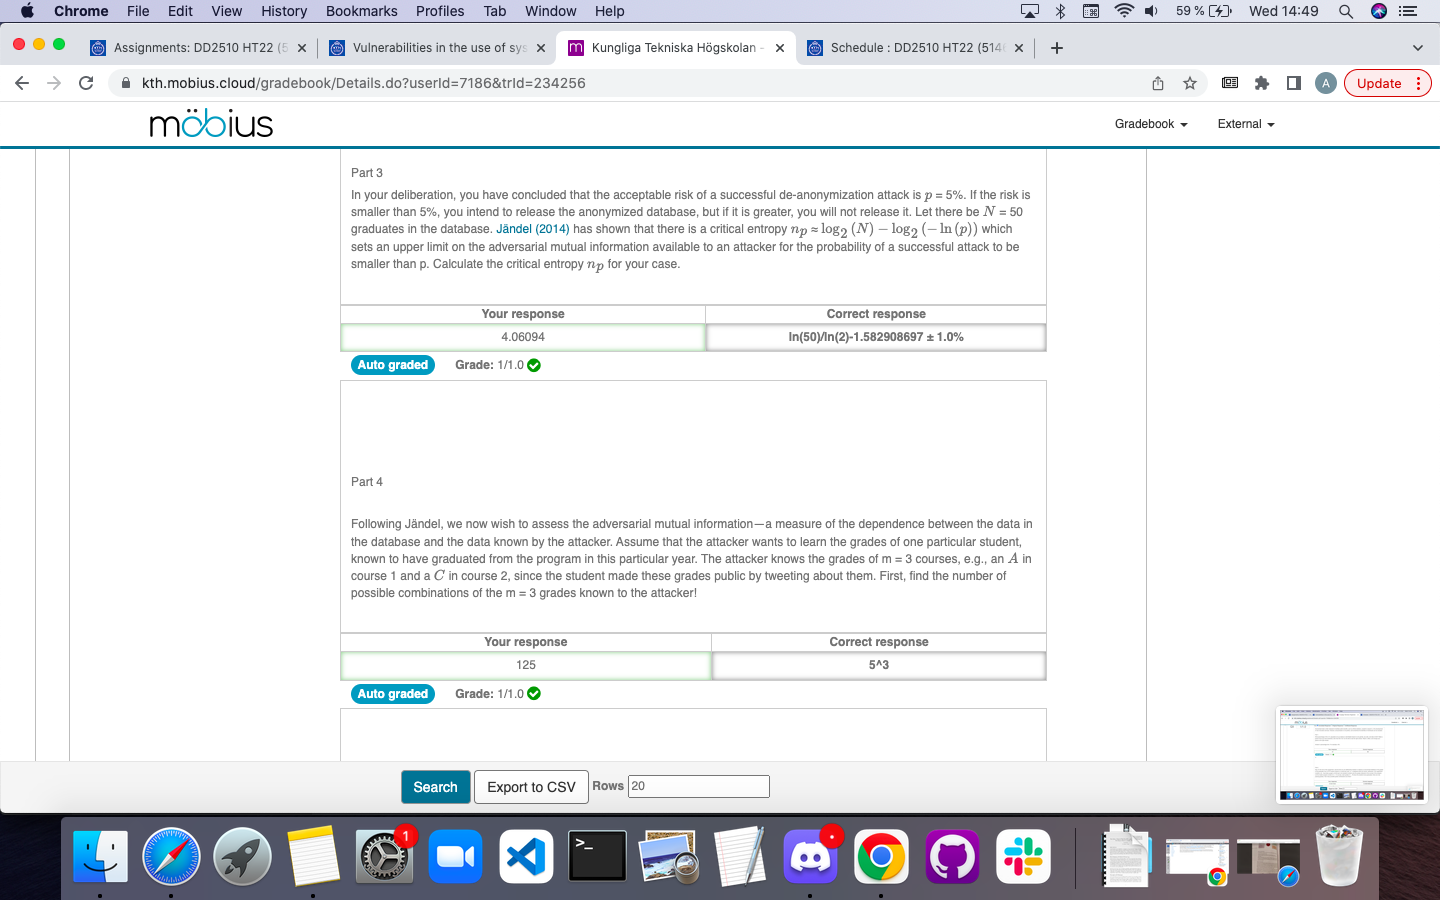 Chrome File Edit View History Bookmarks Profiles Tab Window Help 59 % Wed 14:49
Assignments: DD2510 HT22 (5 Vulnerabilities in the use of sys Kungliga Tekniska Högskolan - Schedule : DD2510 HT22 (514
kth.mobius.cloud/gradebook/Details.do?userId=7186&trId=234256 A Update
möbius Gradebook External
Part 3
In your deliberation, you have concluded that the acceptable risk of a successful de-anonymization attack is p = 5%. If the risk is
smaller than 5%, you intend to release the anonymized database, but if it is greater, you will not release it. Let there be N = 50
graduates in the database. Jändel (2014) has shown that there is a critical entropy np ≈ log2 (N) − log2 (− ln (p)) which
sets an upper limit on the adversarial mutual information available to an attacker for the probability of a successful attack to be
smaller than p. Calculate the critical entropy np for your case.
Your response Correct response
4.06094 ln(50)/ln(2)-1.582908697 ± 1.0%
Auto graded Grade: 1/1.0
Part 4
Following Jändel, we now wish to assess the adversarial mutual information—a measure of the dependence between the data in
the database and the data known by the attacker. Assume that the attacker wants to learn the grades of one particular student,
known to have graduated from the program in this particular year. The attacker knows the grades of m = 3 courses, e.g., an A in
course 1 and a C in course 2, since the student made these grades public by tweeting about them. First, find the number of
possible combinations of the m = 3 grades known to the attacker!
Your response Correct response
125 5^3
Auto graded Grade: 1/1.0
Search Export to CSV Rows 20
1
>_